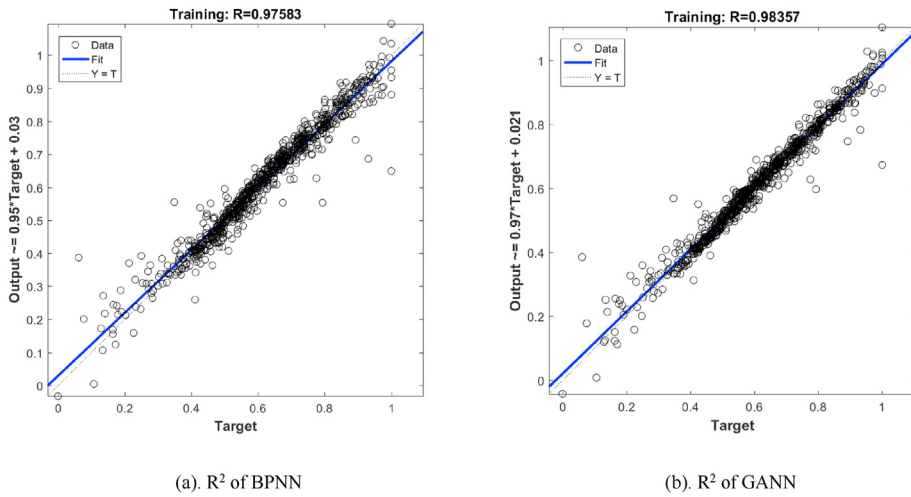 Training: R=0.97583
Data
Fit
Y = T
Output ~= 0.95*Target + 0.03
1
0.9
0.8
0.7
0.6
0.5
0.4
0.3
0.2
0.1
0
0
0.2
0.4
0.6
0.8
1
Target
(a). R² of BPNN
Training: R=0.98357
Data
Fit
Y = T
Output ~= 0.97*Target + 0.021
1
0.8
0.6
0.4
0.2
0
0
0.2
0.4
0.6
0.8
1
Target
(b). R² of GANN